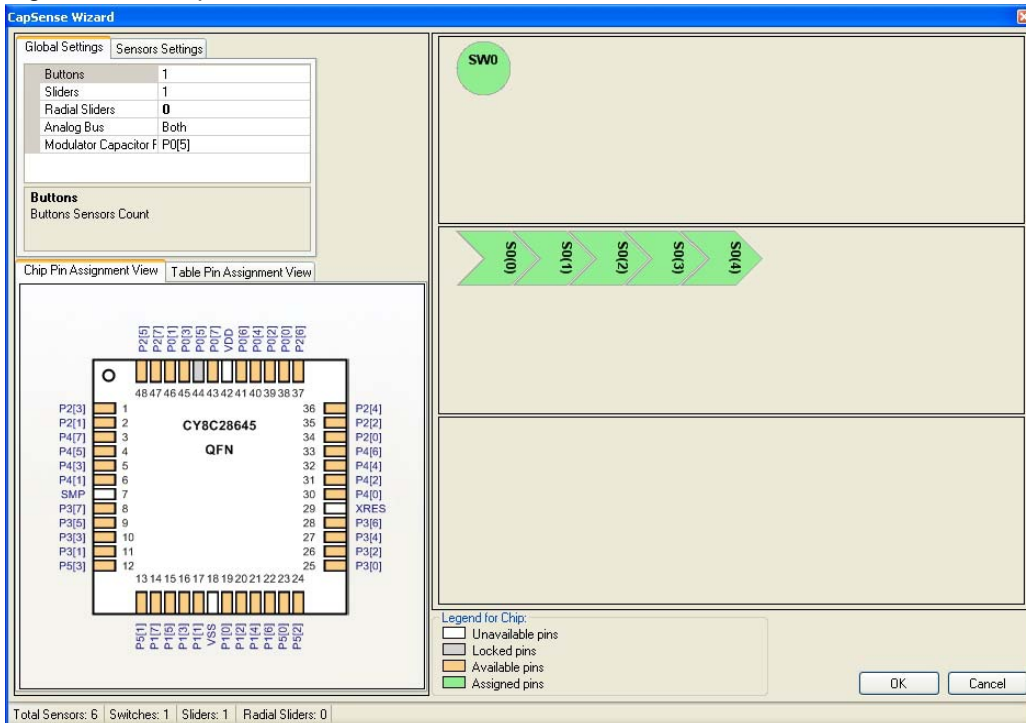 CapSense Wizard
Global Settings Sensors Settings
Buttons 1
Sliders 1
Radial Sliders 0
Analog Bus Both
Modulator Capacitor F P0[5]
Buttons
Buttons Sensors Count
Chip Pin Assignment View Table Pin Assignment View
P2[5] P2[7] P0[1] P0[3] P0[5] P0[7] VDD P0[6] P0[4] P0[2] P0[0] P2[6]
48 47 46 45 44 43 42 41 40 39 38 37
P2[3] 1 36 P2[4]
P2[1] 2 CY8C28645 35 P2[2]
P4[7] 3 34 P2[0]
P4[5] 4 QFN 33 P4[6]
P4[3] 5 32 P4[4]
P4[1] 6 31 P4[2]
SMP 7 30 P4[0]
P3[7] 8 29 XRES
P3[5] 9 28 P3[6]
P3[3] 10 27 P3[4]
P3[1] 11 26 P3[2]
P5[3] 12 25 P3[0]
13 14 15 16 17 18 19 20 21 22 23 24
P5[1] P1[7] P1[5] P1[3] P1[1] VSS P1[0] P1[2] P1[4] P1[6] P5[0] P5[2]
SW0
S0(0) S0(1) S0(2) S0(3) S0(4)
Legend for Chip:
Unavailable pins
Locked pins
Available pins
Assigned pins
OK Cancel
Total Sensors: 6 Switches: 1 Sliders: 1 Radial Sliders: 0